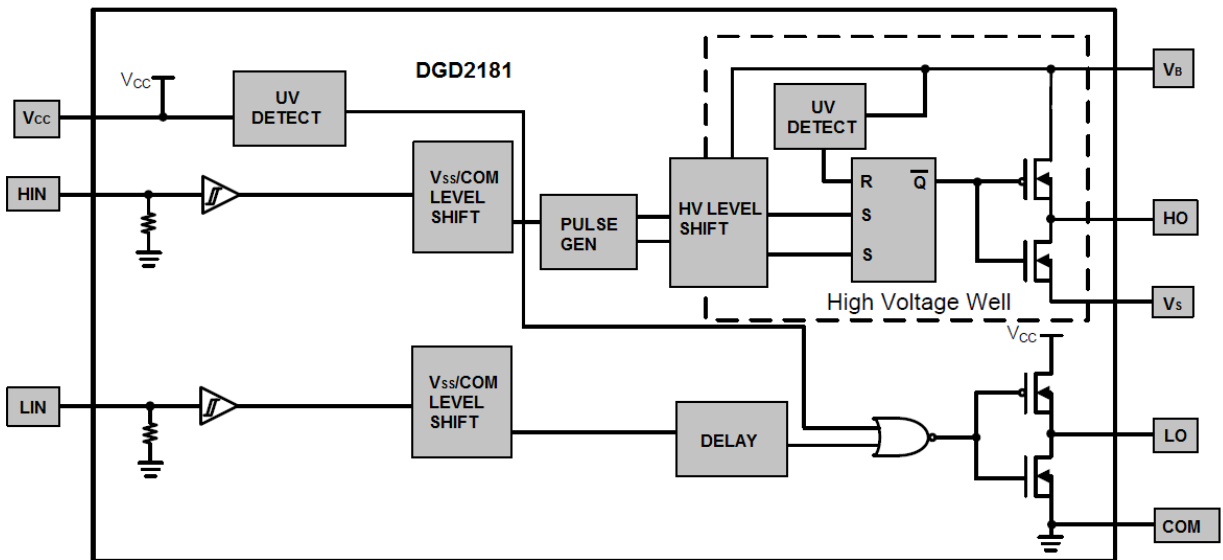 DGD2181
VCC
VCC
UV
DETECT
HIN
VSS/COM
LEVEL
SHIFT
PULSE
GEN
HV LEVEL
SHIFT
UV
DETECT
R
Q
S
S
High Voltage Well
VB
HO
VS
LIN
VSS/COM
LEVEL
SHIFT
DELAY
VCC
LO
COM